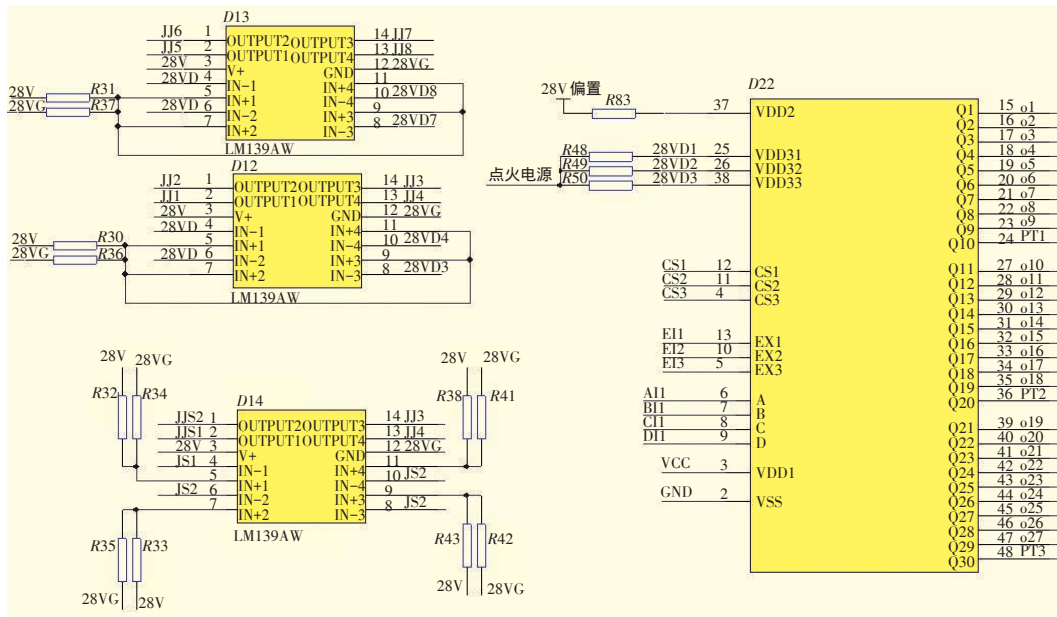 D13
JJ6 1 OUTPUT2 OUTPUT3 14 JJ7
JJ5 2 OUTPUT1 OUTPUT4 13 JJ8
28V 3 V+ GND 12 28VG
28VD 4 IN-1 IN+4 11
5 IN+1 IN-4 10 28VD8
28VD 6 IN-2 IN+3 9
7 IN+2 IN-3 8 28VD7
28V R31
28VG R37
LM139AW
D12
JJ2 1 OUTPUT2 OUTPUT3 14 JJ3
JJ1 2 OUTPUT1 OUTPUT4 13 JJ4
28V 3 V+ GND 12 28VG
28VD 4 IN-1 IN+4 11
5 IN+1 IN-4 10 28VD4
28VD 6 IN-2 IN+3 9
7 IN+2 IN-3 8 28VD3
28V R30
28VG R36
LM139AW
28V 28VG
R32 R34
28V 28VG
R38 R41
D14
JJS2 1 OUTPUT2 OUTPUT3 14 JJ3
JJS1 2 OUTPUT1 OUTPUT4 13 JJ4
28V 3 V+ GND 12 28VG
JS1 4 IN-1 IN+4 11
5 IN+1 IN-4 10 JS2
JS2 6 IN-2 IN+3 9
7 IN+2 IN-3 8 JS2
LM139AW
R35 R33
28VG 28V
R43 R42
28V 28VG
D22
28V 偏置
R83 37 VDD2
R48 28VD1 25 VDD31
R49 28VD2 26 VDD32
R50 28VD3 38 VDD33
点火电源
CS1 12 CS1
CS2 11 CS2
CS3 4 CS3
EI1 13 EX1
EI2 10 EX2
EI3 5 EX3
AI1 6 A
BI1 7 B
CI1 8 C
DI1 9 D
VCC 3 VDD1
GND 2 VSS
Q1 15 o1
Q2 16 o2
Q3 17 o3
Q4 18 o4
Q5 19 o5
Q6 20 o6
Q7 21 o7
Q8 22 o8
Q9 23 o9
Q10 24 PT1
Q11 27 o10
Q12 28 o11
Q13 29 o12
Q14 30 o13
Q15 31 o14
Q16 32 o15
Q17 33 o16
Q18 34 o17
Q19 35 o18
Q20 36 PT2
Q21 39 o19
Q22 40 o20
Q23 41 o21
Q24 42 o22
Q25 43 o23
Q26 44 o24
Q27 45 o25
Q28 46 o26
Q29 47 o27
Q30 48 PT3